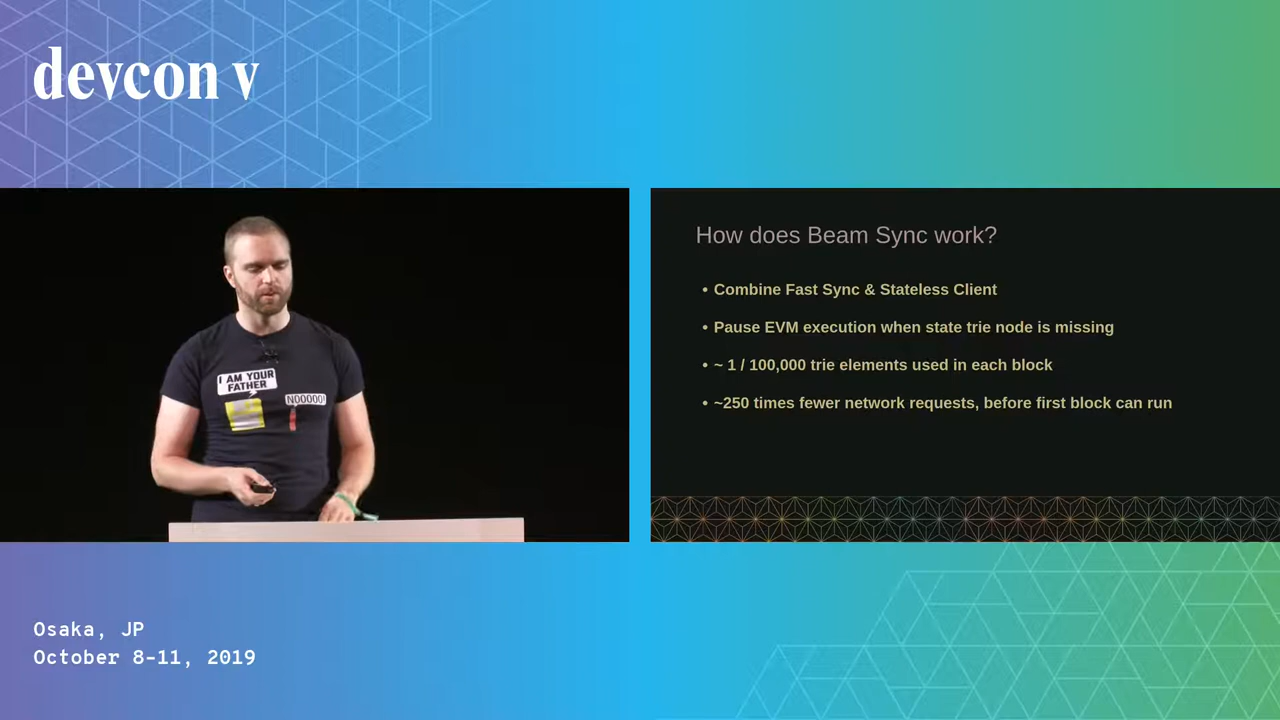 devcon v
I AM YOUR
FATHER
NOOOOO!
How does Beam Sync work?
• Combine Fast Sync & Stateless Client
• Pause EVM execution when state trie node is missing
• ~ 1 / 100,000 trie elements used in each block
• ~250 times fewer network requests, before first block can run
Osaka, JP
October 8-11, 2019